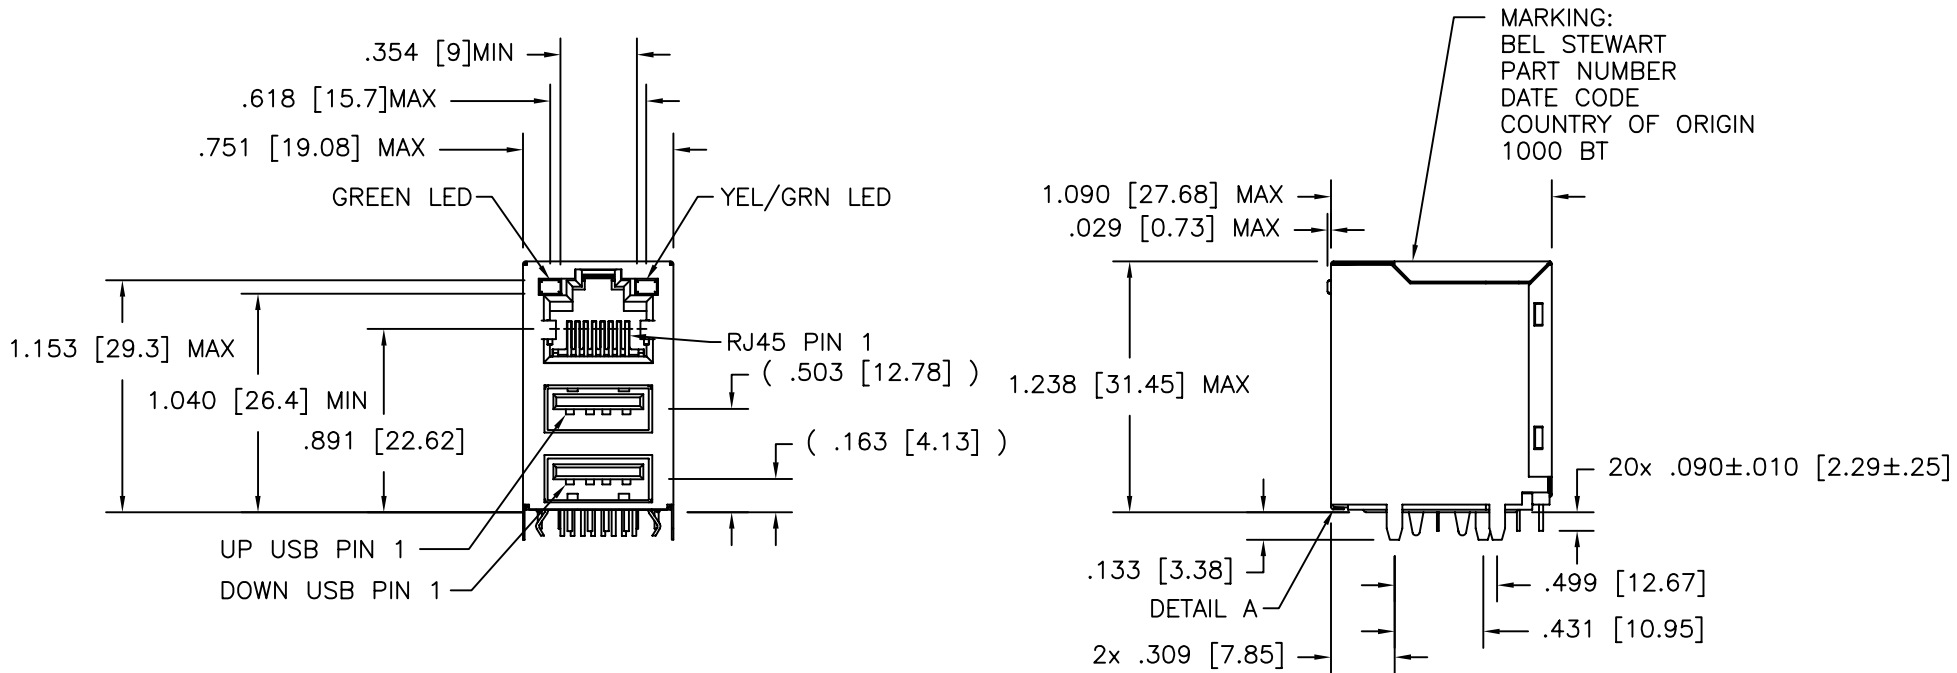 .354 [9]MIN
.618 [15.7]MAX
.751 [19.08] MAX
GREEN LED
YEL/GRN LED
1.153 [29.3] MAX
1.040 [26.4] MIN
.891 [22.62]
RJ45 PIN 1
( .503 [12.78] )
( .163 [4.13] )
UP USB PIN 1
DOWN USB PIN 1
MARKING:
BEL STEWART
PART NUMBER
DATE CODE
COUNTRY OF ORIGIN
1000 BT
1.090 [27.68] MAX
.029 [0.73] MAX
1.238 [31.45] MAX
20x .090±.010 [2.29±.25]
.133 [3.38]
DETAIL A
.499 [12.67]
.431 [10.95]
2x .309 [7.85]